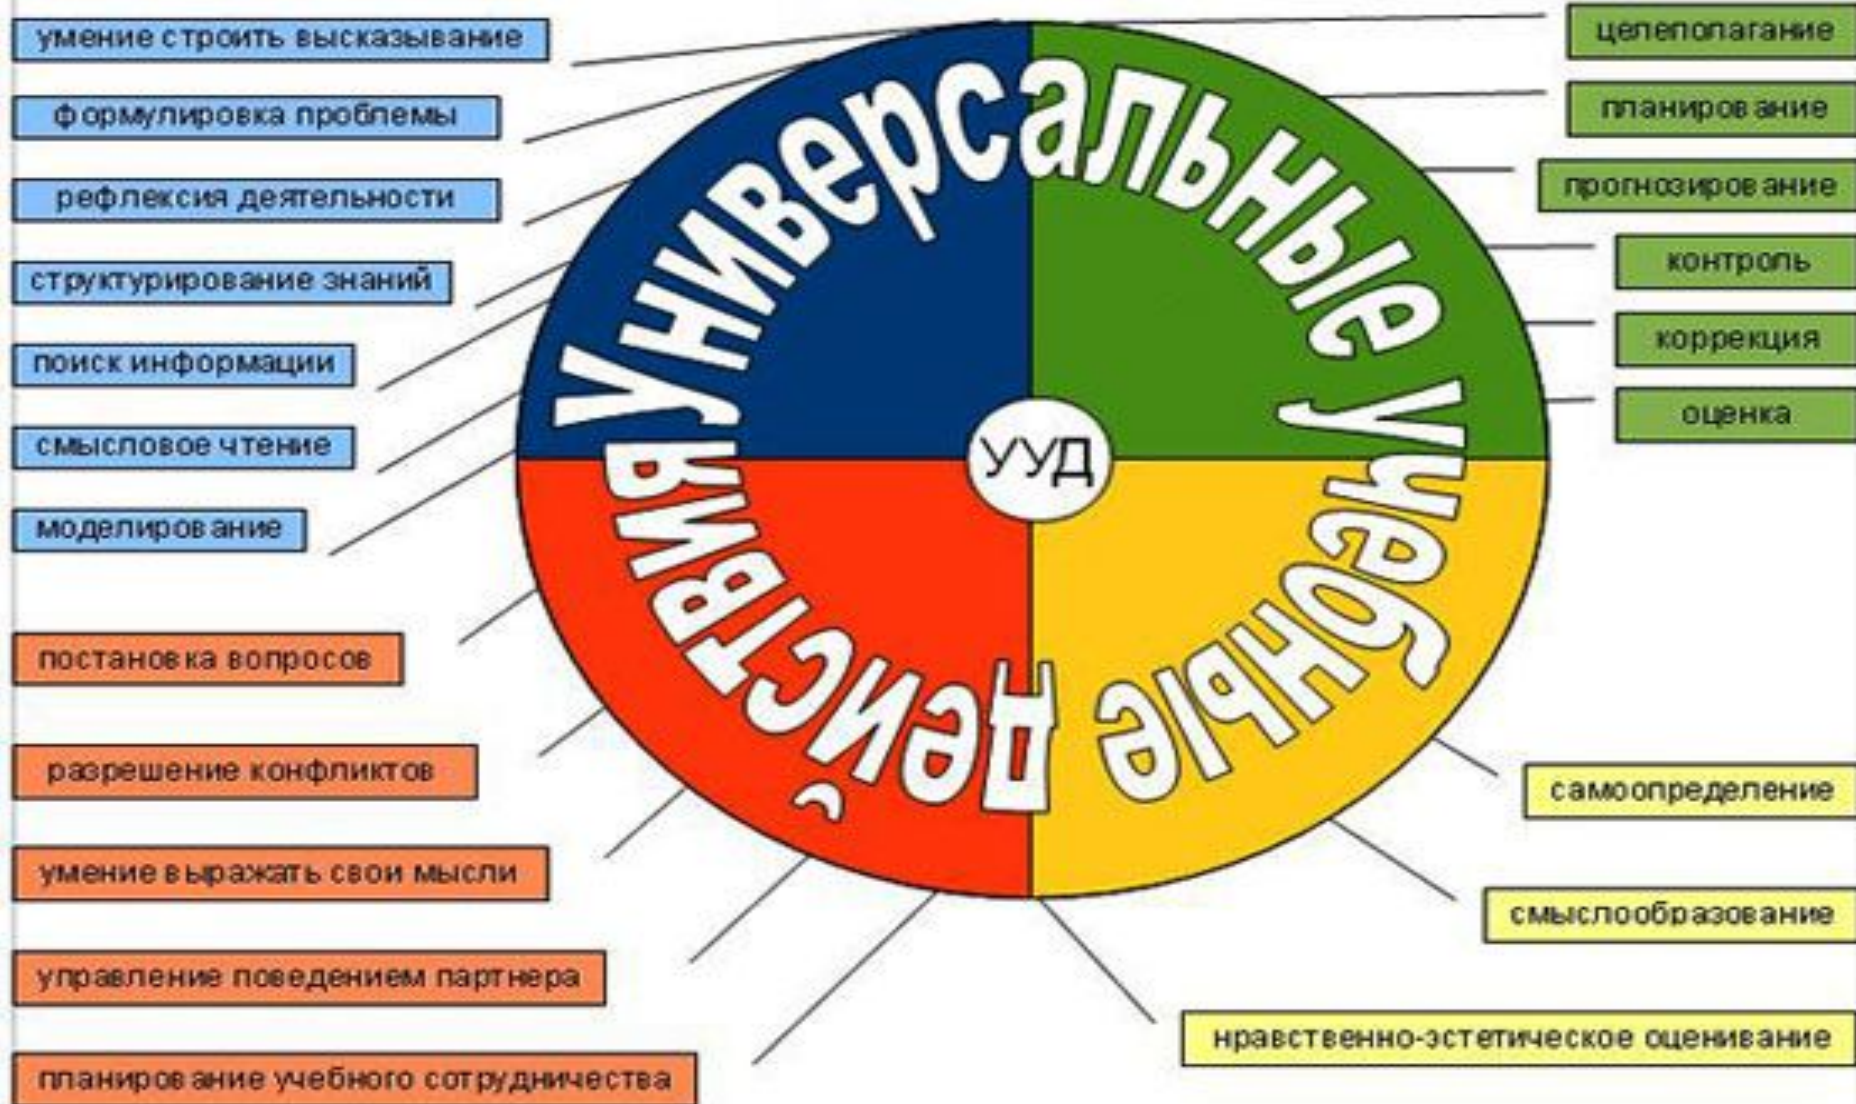 умение строить высказывание
формулировка проблемы
рефлексия деятельности
структурирование знаний
поиск информации
смысловое чтение
моделирование
постановка вопросов
разрешение конфликтов
умение выражать свои мысли
управление поведением партнера
планирование учебного сотрудничества
Универсальные учебные действия
УУД
целеполагание
планирование
прогнозирование
контроль
коррекция
оценка
самоопределение
смыслообразование
нравственно-эстетическое оценивание